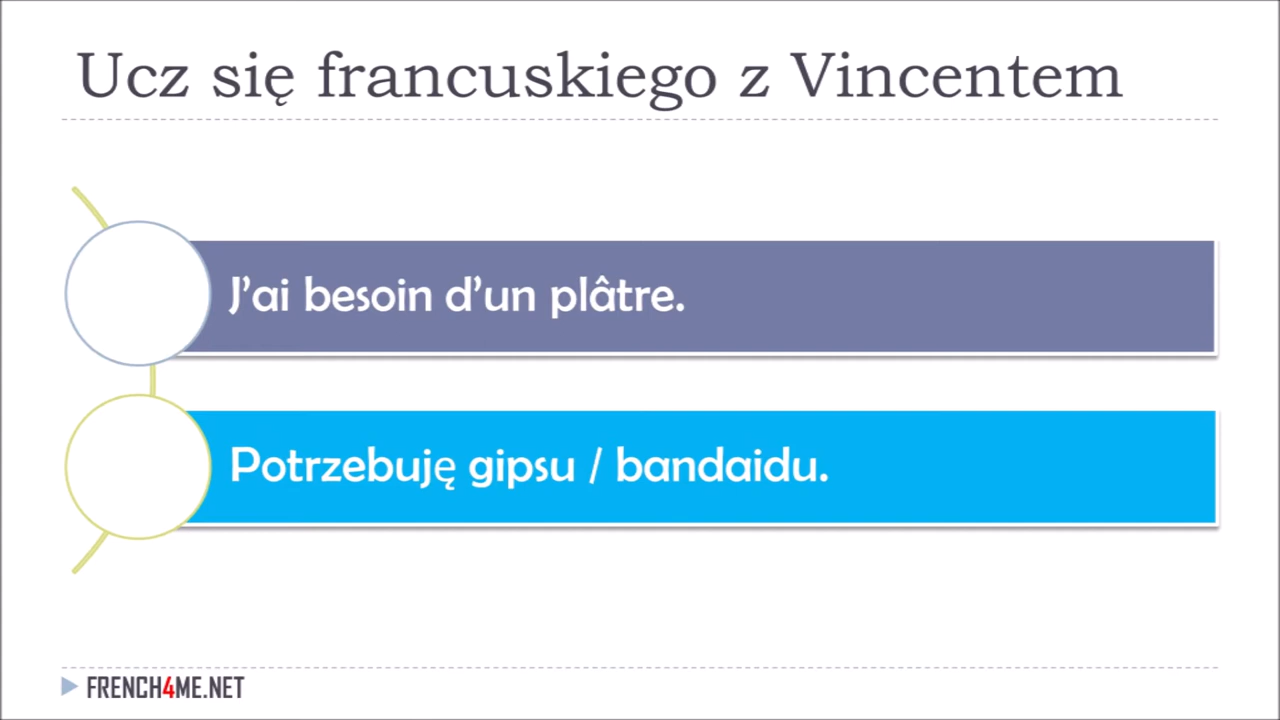 Ucz się francuskiego z Vincentem
J’ai besoin d’un plâtre.
Potrzebuję gipsu / bandaidu.
FRENCH4ME.NET